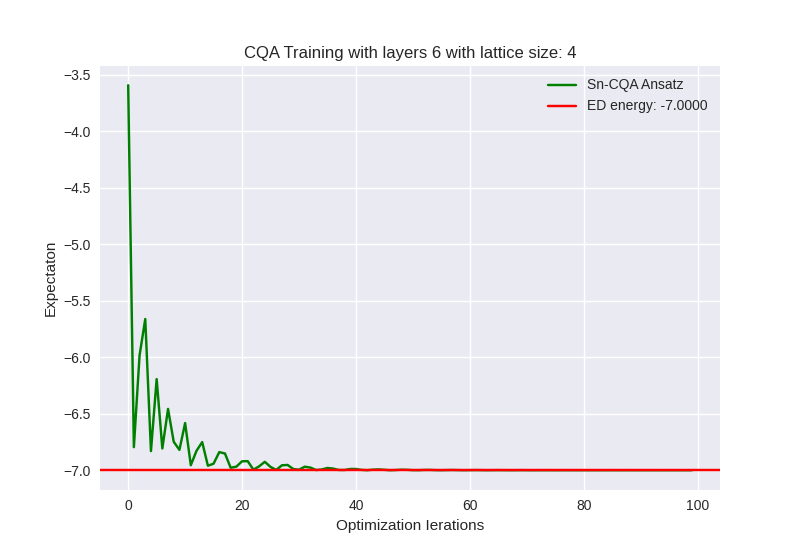 CQA Training with layers 6 with lattice size: 4
Sn-CQA Ansatz
ED energy: -7.0000
Expectaton
−3.5
−4.0
−4.5
−5.0
−5.5
−6.0
−6.5
−7.0
0 20 40 60 80 100
Optimization Ierations